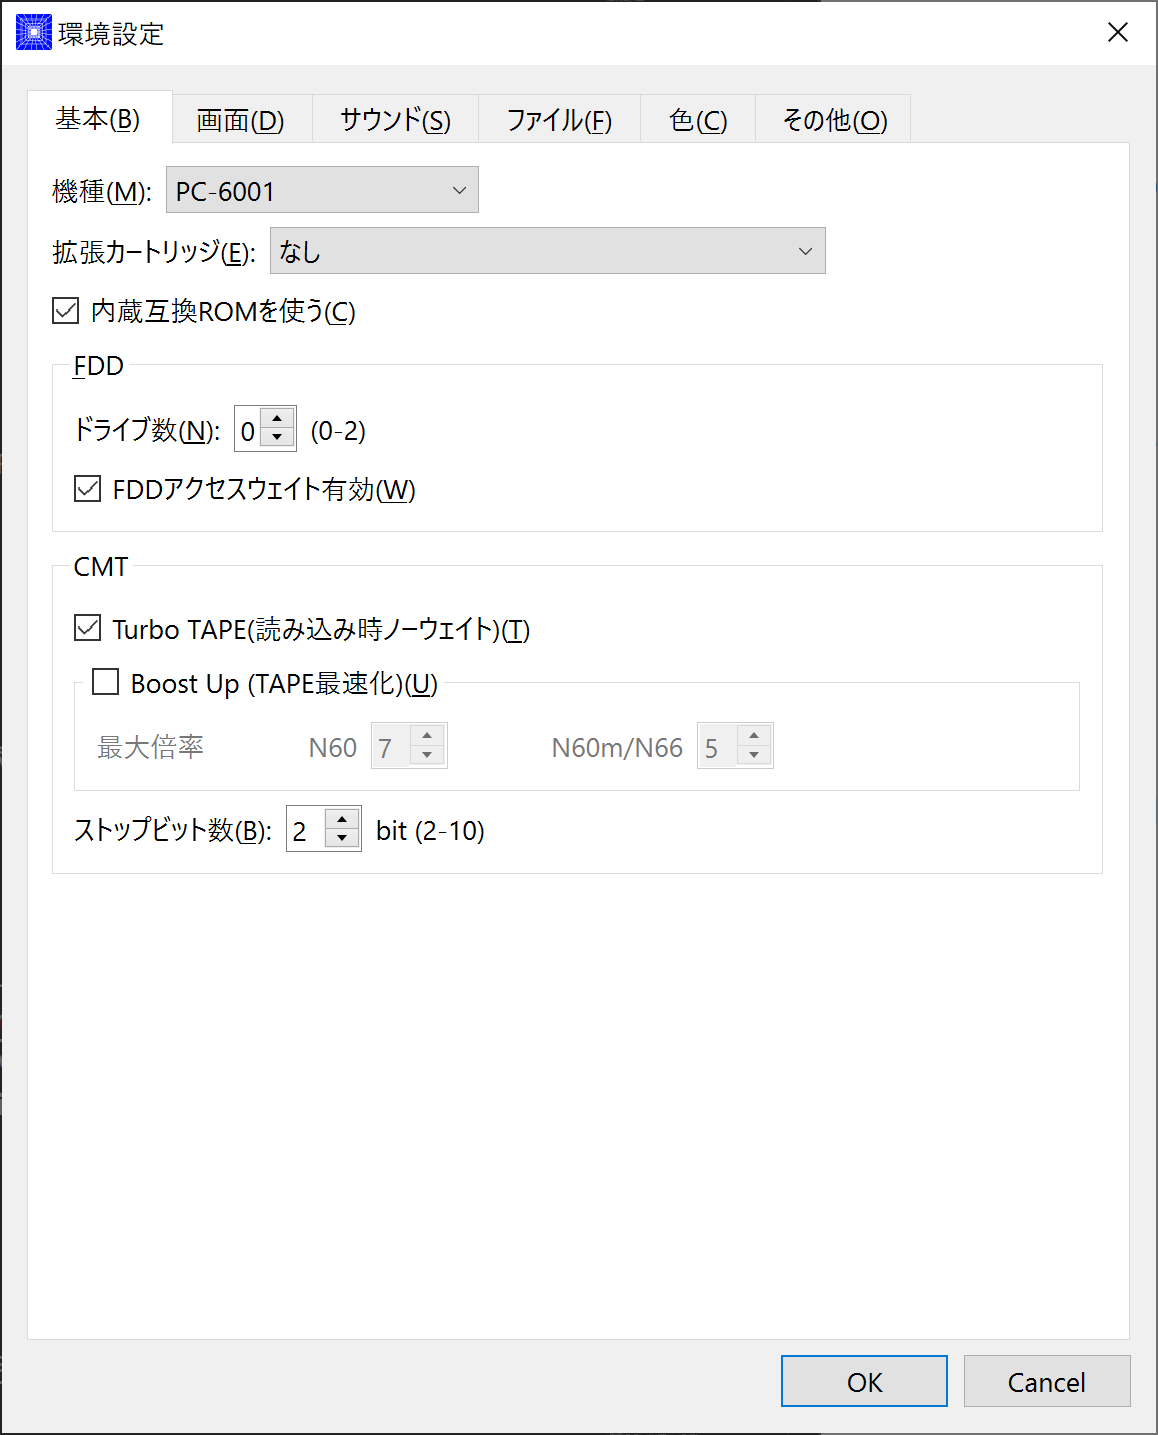 環境設定
基本(B) 画面(D) サウンド(S) ファイル(F) 色(C) その他(O)
機種(M): PC-6001
拡張カートリッジ(E): なし
内蔵互換ROMを使う(C)
FDD
ドライブ数(N): 0 (0-2)
FDDアクセスウェイト有効(W)
CMT
Turbo TAPE(読み込み時ノーウェイト)(T)
Boost Up (TAPE最速化)(U)
最大倍率 N60 7 N60m/N66 5
ストップビット数(B): 2 bit (2-10)
OK Cancel